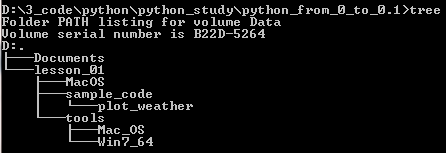 D:\3_code\python\python_study\python_from_0_to_0.1>tree
Folder PATH listing for volume Data
Volume serial number is B22D-5264
D:.
├───Documents
└───lesson_01
    ├───MacOS
    ├───sample_code
    │   └───plot_weather
    └───tools
        ├───Mac_OS
        └───Win7_64